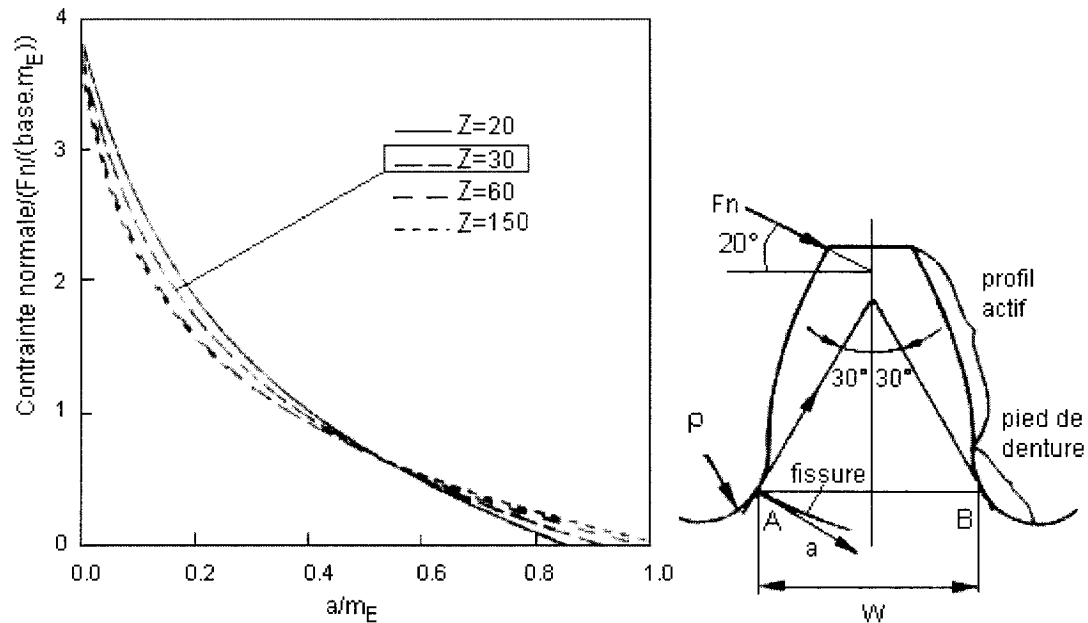 Contrainte normale/(Fn/(base.mE))
4
3
2
1
0
0.0
0.2
0.4
0.6
0.8
1.0
a/mE
Z=20
Z=30
Z=60
Z=150
Fn
20°
profil
actif
30° 30°
ρ
pied de
denture
fissure
A
B
a
W